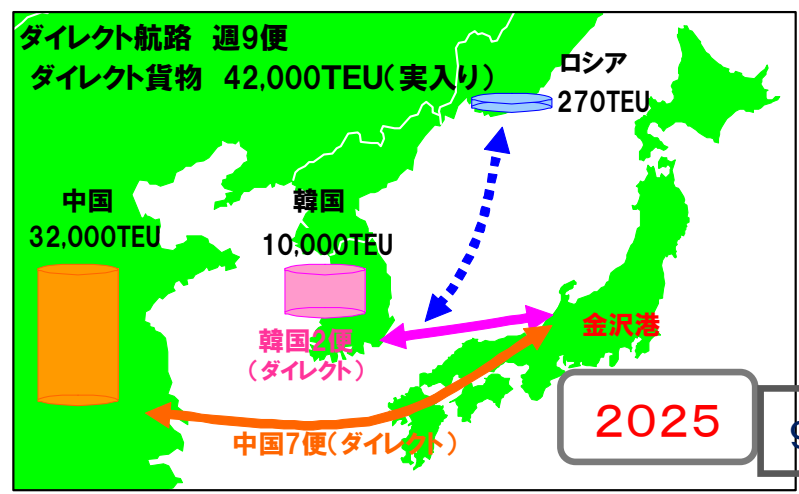 ダイレクト航路 週9便
ダイレクト貨物 42,000TEU(実入り)
ロシア
270TEU
中国
32,000TEU
韓国
10,000TEU
韓国2便
(ダイレクト)
金沢港
中国7便(ダイレクト)
2025